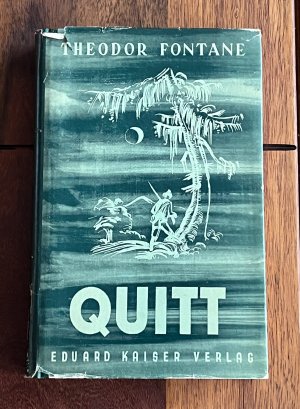 THEODOR FONTANE
QUITT
EDUARD KAISER VERLAG